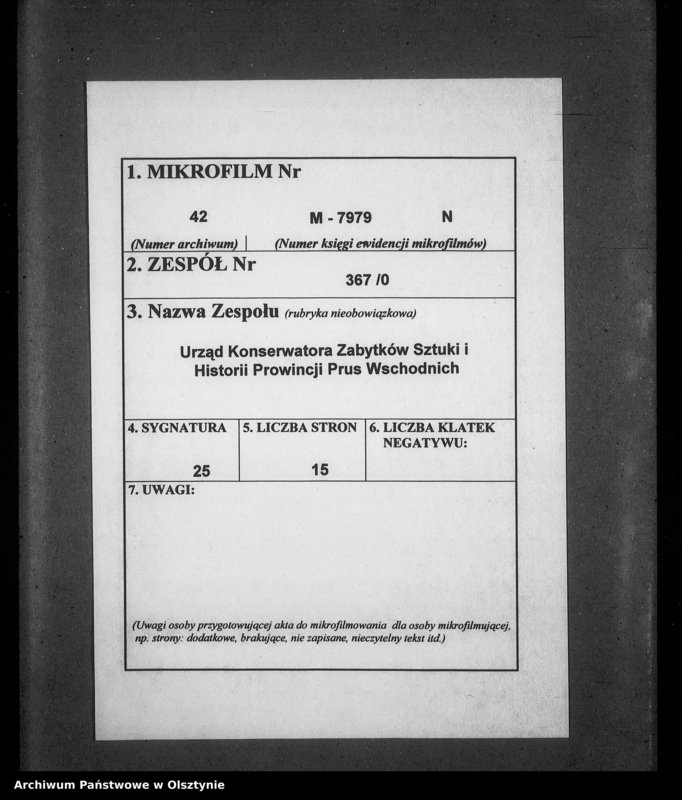 1. MIKROFILM Nr
42 M - 7979 N
(Numer archiwum) (Numer księgi ewidencji mikrofilmów)
2. ZESPÓŁ Nr
367 /0
3. Nazwa Zespołu (rubryka nieobowiązkowa)
Urząd Konserwatora Zabytków Sztuki i
Historii Prowincji Prus Wschodnich
4. SYGNATURA 5. LICZBA STRON 6. LICZBA KLATEK
NEGATYWU:
25 15
7. UWAGI:
(Uwagi osoby przygotowującej akta do mikrofilmowania dla osoby mikrofilmującej,
np. strony: dodatkowe, brakujące, nie zapisane, nieczytelny tekst itd.)
Archiwum Państwowe w Olsztynie